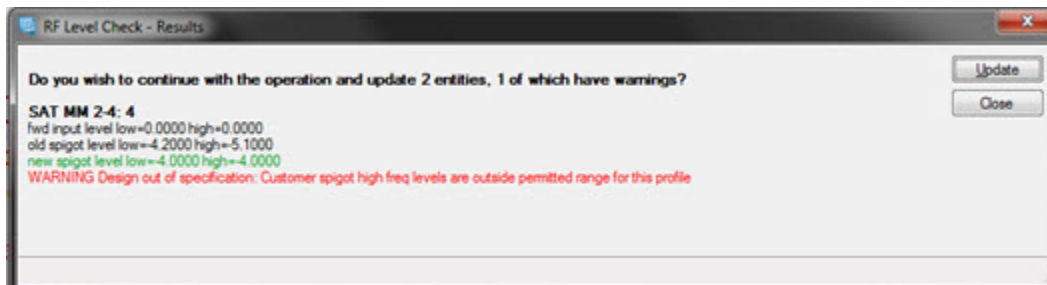 RF Level Check - Results
Do you wish to continue with the operation and update 2 entities, 1 of which have warnings?
Update
Close
SAT MM 2-4: 4
fwd input level low=0.0000 high=0.0000
old spigot level low=-4.2000 high=-5.1000
new spigot level low=-4.0000 high=-4.0000
WARNING Design out of specification: Customer spigot high freq levels are outside permitted range for this profile